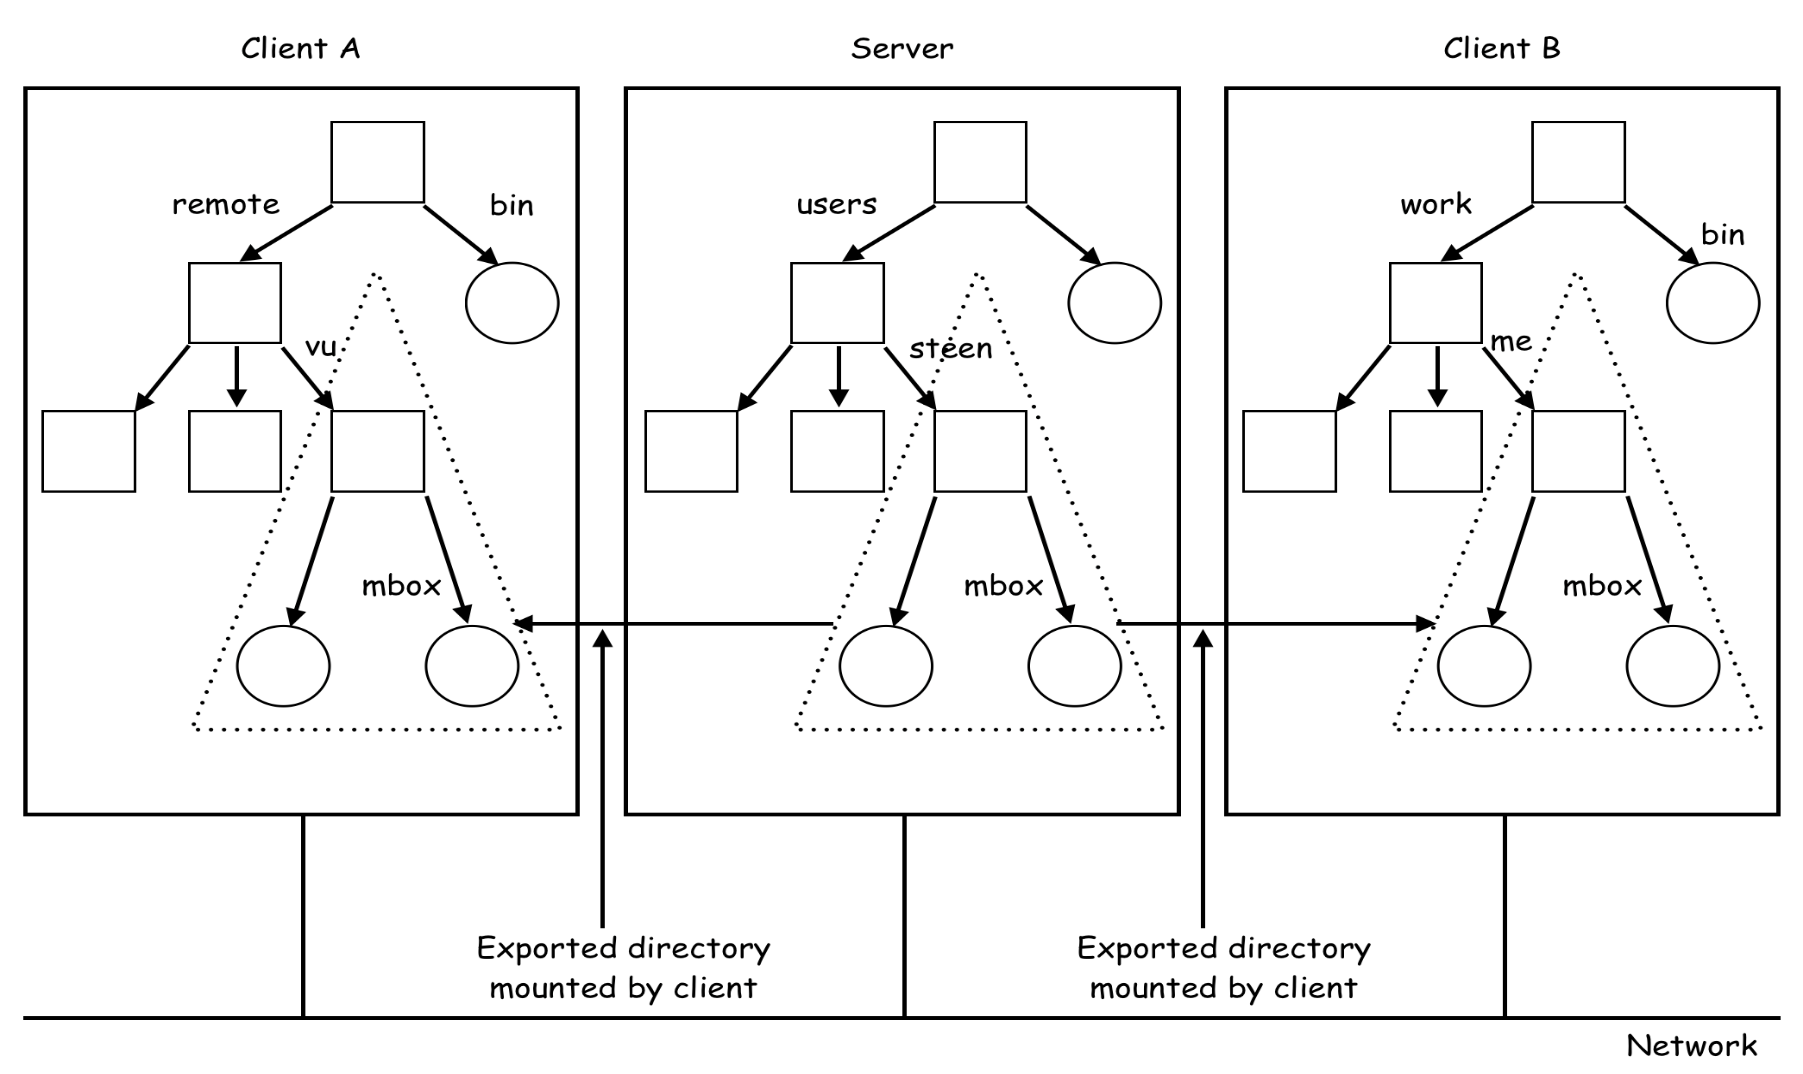 Client A
Server
Client B
remote
bin
users
work
bin
vu
steen
me
mbox
mbox
mbox
Exported directory
mounted by client
Exported directory
mounted by client
Network